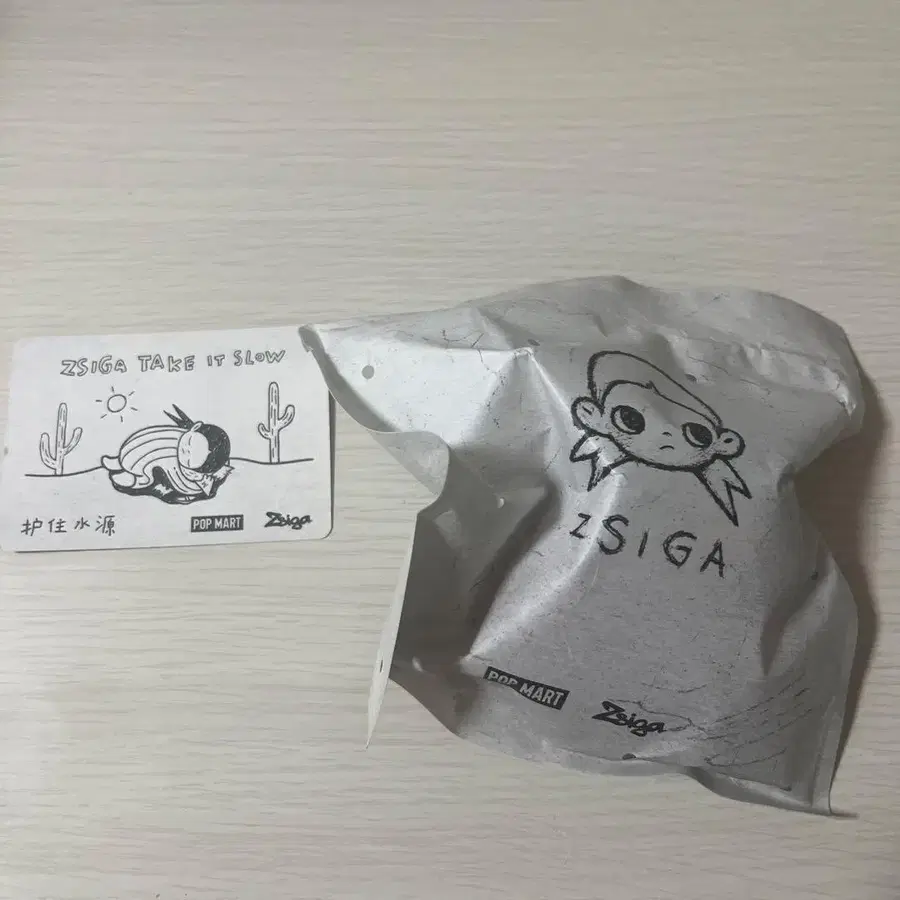 ZSIGA TAKE IT SLOW
护住水源
POP MART Zsiga
ZSIGA
POP MART
Zsiga